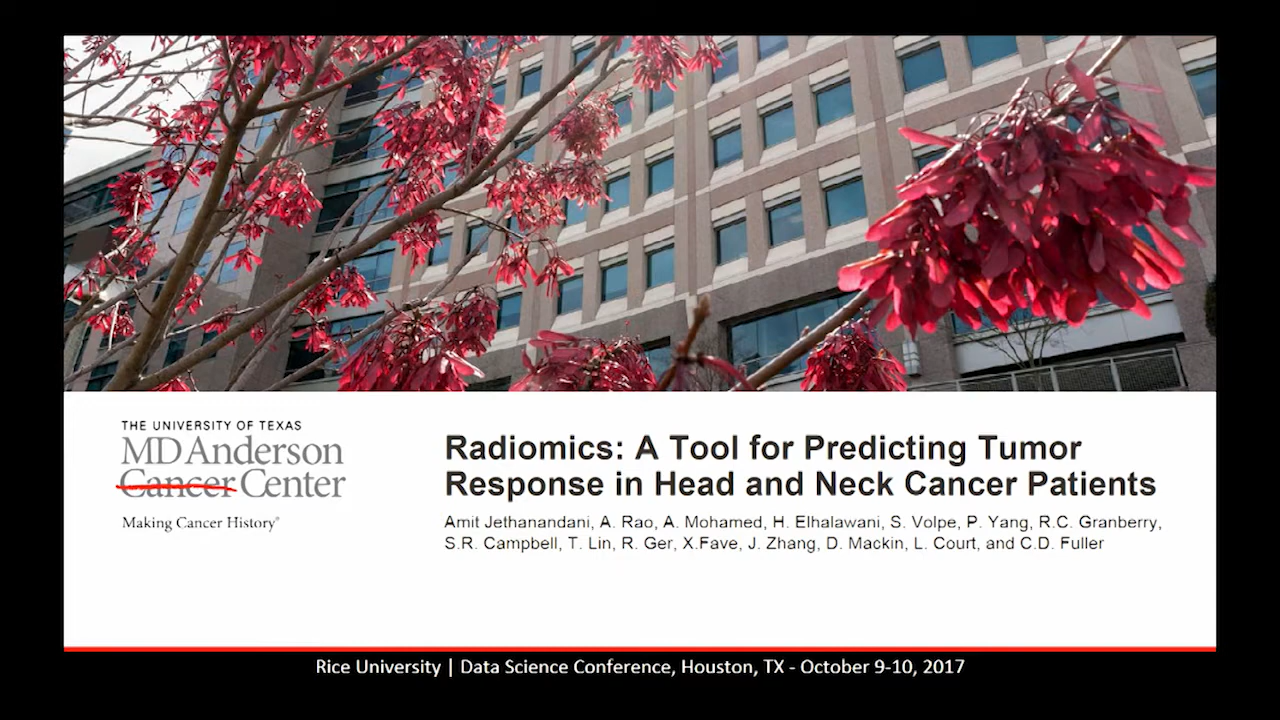 THE UNIVERSITY OF TEXAS
MD Anderson
Cancer Center
Making Cancer History®
Radiomics: A Tool for Predicting Tumor
Response in Head and Neck Cancer Patients
Amit Jethanandani, A. Rao, A. Mohamed, H. Elhalawani, S. Volpe, P. Yang, R.C. Granberry,
S.R. Campbell, T. Lin, R. Ger, X.Fave, J. Zhang, D. Mackin, L. Court, and C.D. Fuller
Rice University | Data Science Conference, Houston, TX - October 9-10, 2017